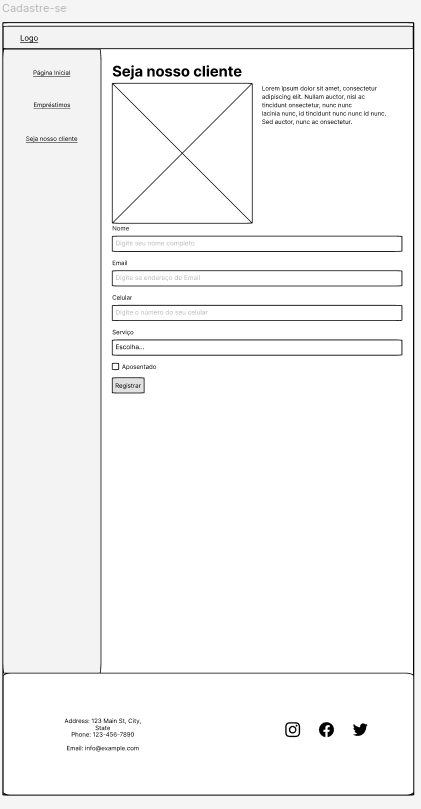 Cadastre-se
Logo
Página Inicial
Empréstimos
Seja nosso cliente
Seja nosso cliente
Lorem ipsum dolor sit amet, consectetur
adipiscing elit. Nullam auctor, nisl ac
tincidunt onsectetur, nunc nunc
lacinia nunc, id tincidunt nunc nunc id nunc.
Sed auctor, nunc ac onsectetur.
Nome
Digite seu nome completo
Email
Digite se endereço da Email
Celular
Digite o número do seu celular
Serviço
Escolha...
Aposentado
Registrar
Address: 123 Main St, City,
State
Phone: 123-456-7890
Email: info@example.com